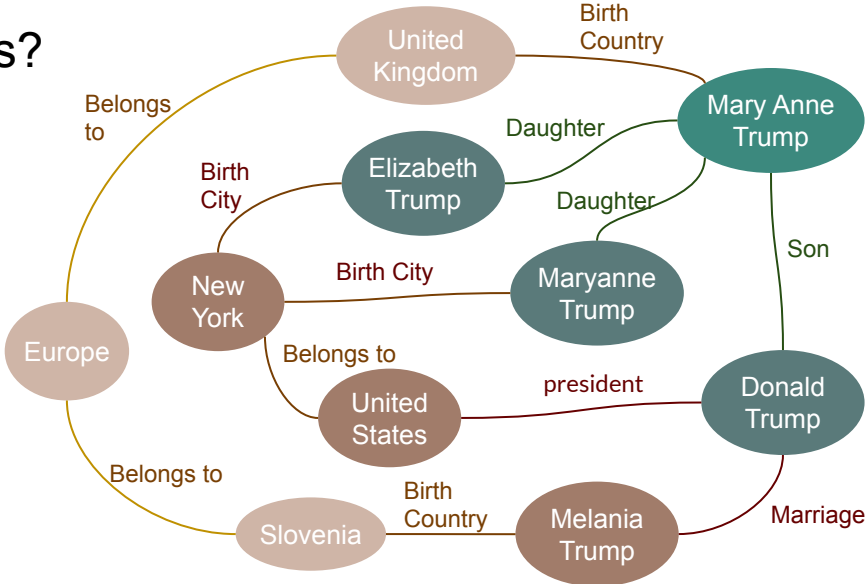 s?
Birth
Country
United
Kingdom
Mary Anne
Trump
Belongs
to
Daughter
Elizabeth
Trump
Birth
City
Daughter
Son
Birth City
Maryanne
Trump
New
York
Europe
Belongs to
president
Donald
Trump
United
States
Belongs to
Birth
Country
Slovenia
Melania
Trump
Marriage